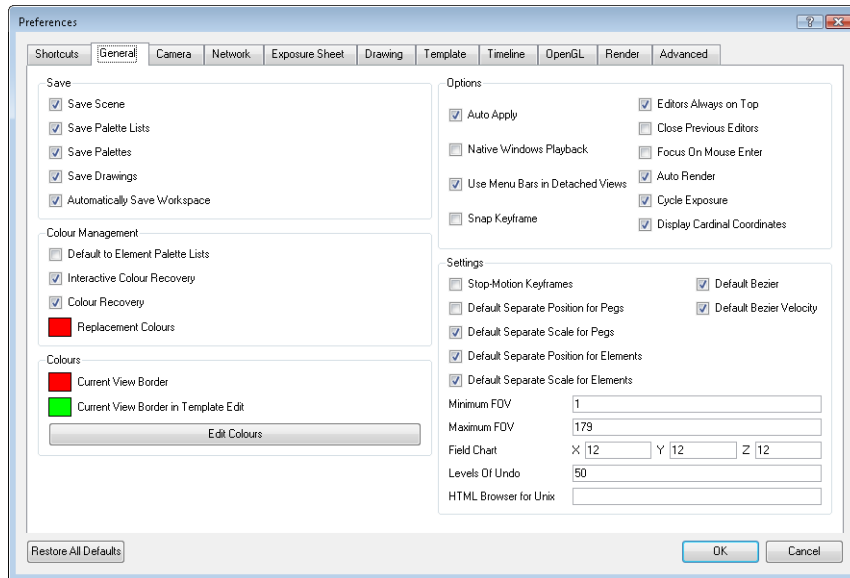 Preferences
Shortcuts General Camera Network Exposure Sheet Drawing Template Timeline OpenGL Render Advanced
Save
Save Scene
Save Palette Lists
Save Palettes
Save Drawings
Automatically Save Workspace
Colour Management
Default to Element Palette Lists
Interactive Colour Recovery
Colour Recovery
Replacement Colours
Colours
Current View Border
Current View Border in Template Edit
Edit Colours
Options
Auto Apply
Native Windows Playback
Use Menu Bars in Detached Views
Snap Keyframe
Editors Always on Top
Close Previous Editors
Focus On Mouse Enter
Auto Render
Cycle Exposure
Display Cardinal Coordinates
Settings
Stop-Motion Keyframes Default Bezier
Default Separate Position for Pegs Default Bezier Velocity
Default Separate Scale for Pegs
Default Separate Position for Elements
Default Separate Scale for Elements
Minimum FOV 1
Maximum FOV 179
Field Chart X 12 Y 12 Z 12
Levels Of Undo 50
HTML Browser for Unix
Restore All Defaults OK Cancel